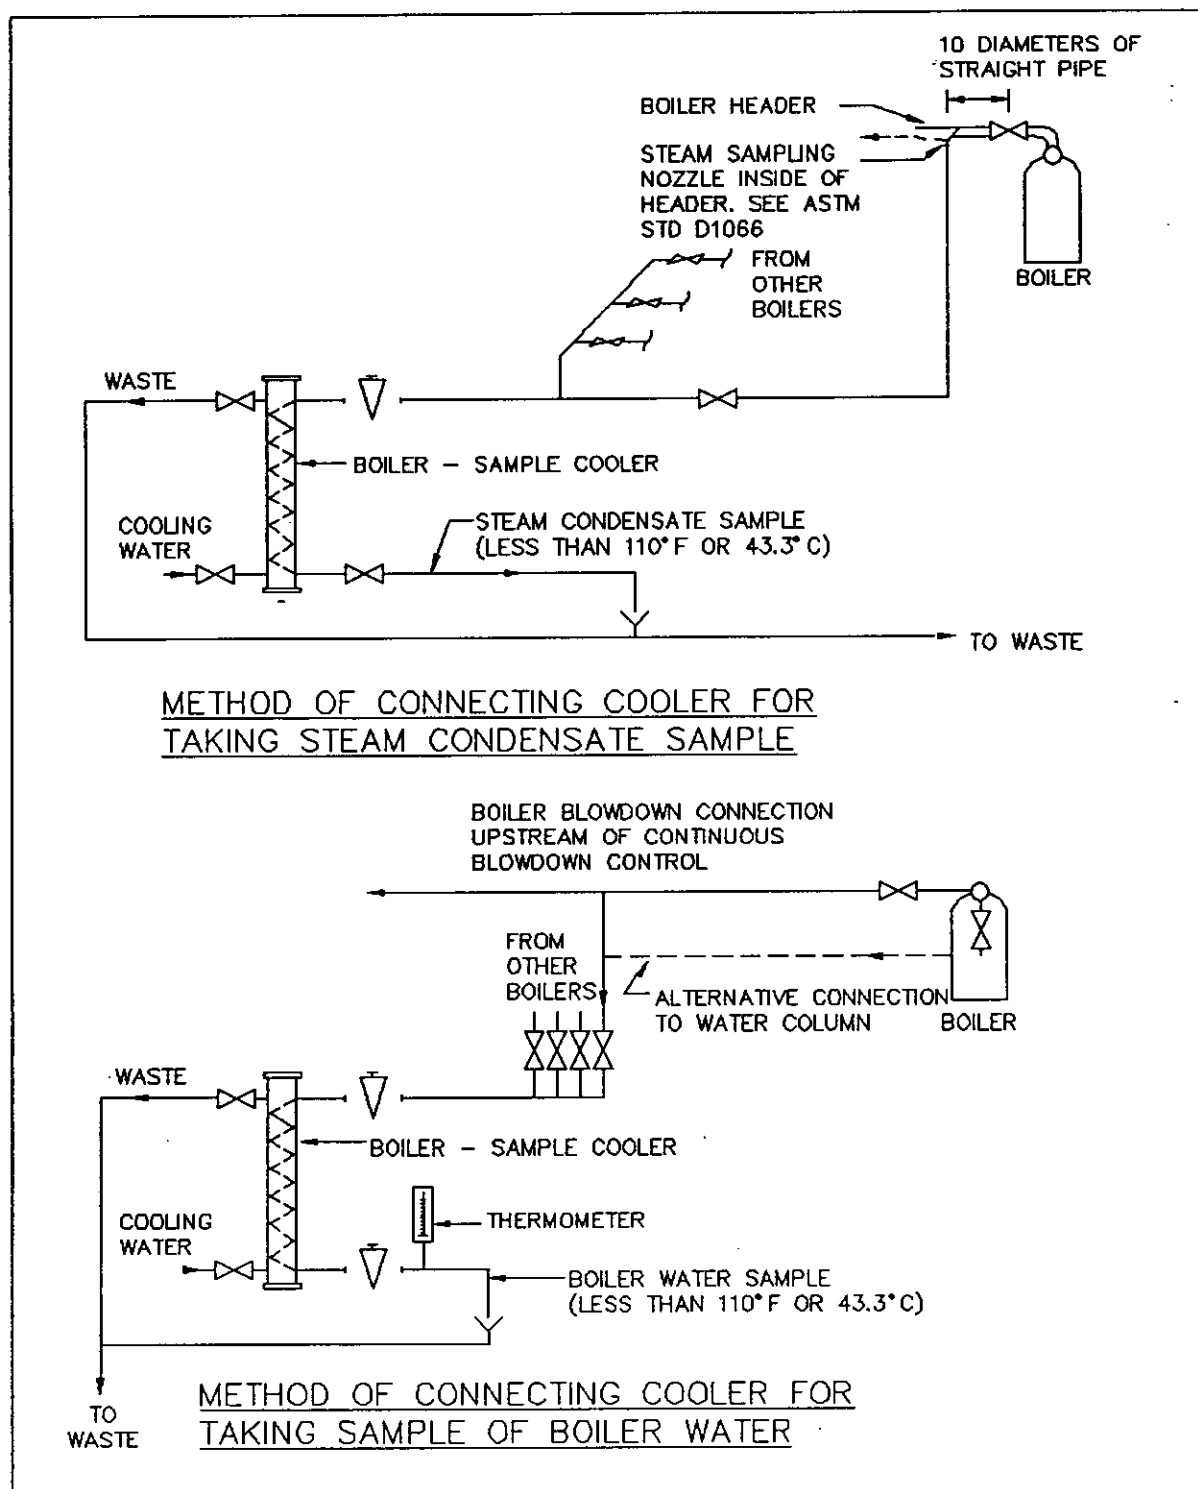 10 DIAMETERS OF
STRAIGHT PIPE
BOILER HEADER
STEAM SAMPLING
NOZZLE INSIDE OF
HEADER. SEE ASTM
STD D1066
BOILER
FROM
OTHER
BOILERS
WASTE
BOILER - SAMPLE COOLER
COOLING
WATER
STEAM CONDENSATE SAMPLE
(LESS THAN 110°F OR 43.3°C)
TO WASTE
METHOD OF CONNECTING COOLER FOR
TAKING STEAM CONDENSATE SAMPLE
BOILER BLOWDOWN CONNECTION
UPSTREAM OF CONTINUOUS
BLOWDOWN CONTROL
FROM
OTHER
BOILERS
ALTERNATIVE CONNECTION
TO WATER COLUMN
BOILER
WASTE
BOILER - SAMPLE COOLER
COOLING
WATER
THERMOMETER
BOILER WATER SAMPLE
(LESS THAN 110°F OR 43.3°C)
TO
WASTE
METHOD OF CONNECTING COOLER FOR
TAKING SAMPLE OF BOILER WATER